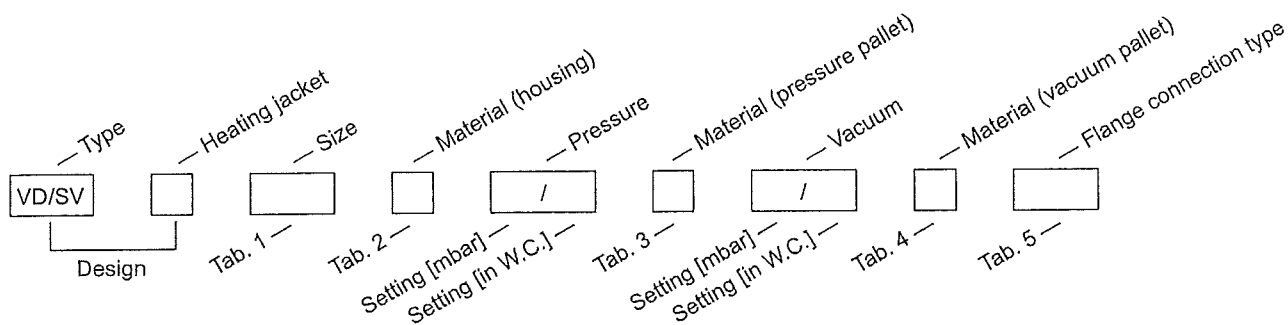 — Type
— Heating jacket
— Size
— Material (housing)
— Pressure
— Material (pressure pallet)
— Vacuum
— Material (vacuum pallet)
— Flange connection type
VD/SV
/
/
Design
Tab. 1 —
Tab. 2 —
Setting [mbar] —
Setting [in W.C.] —
Tab. 3 —
Setting [mbar] —
Setting [in W.C.] —
Tab. 4 —
Tab. 5 —